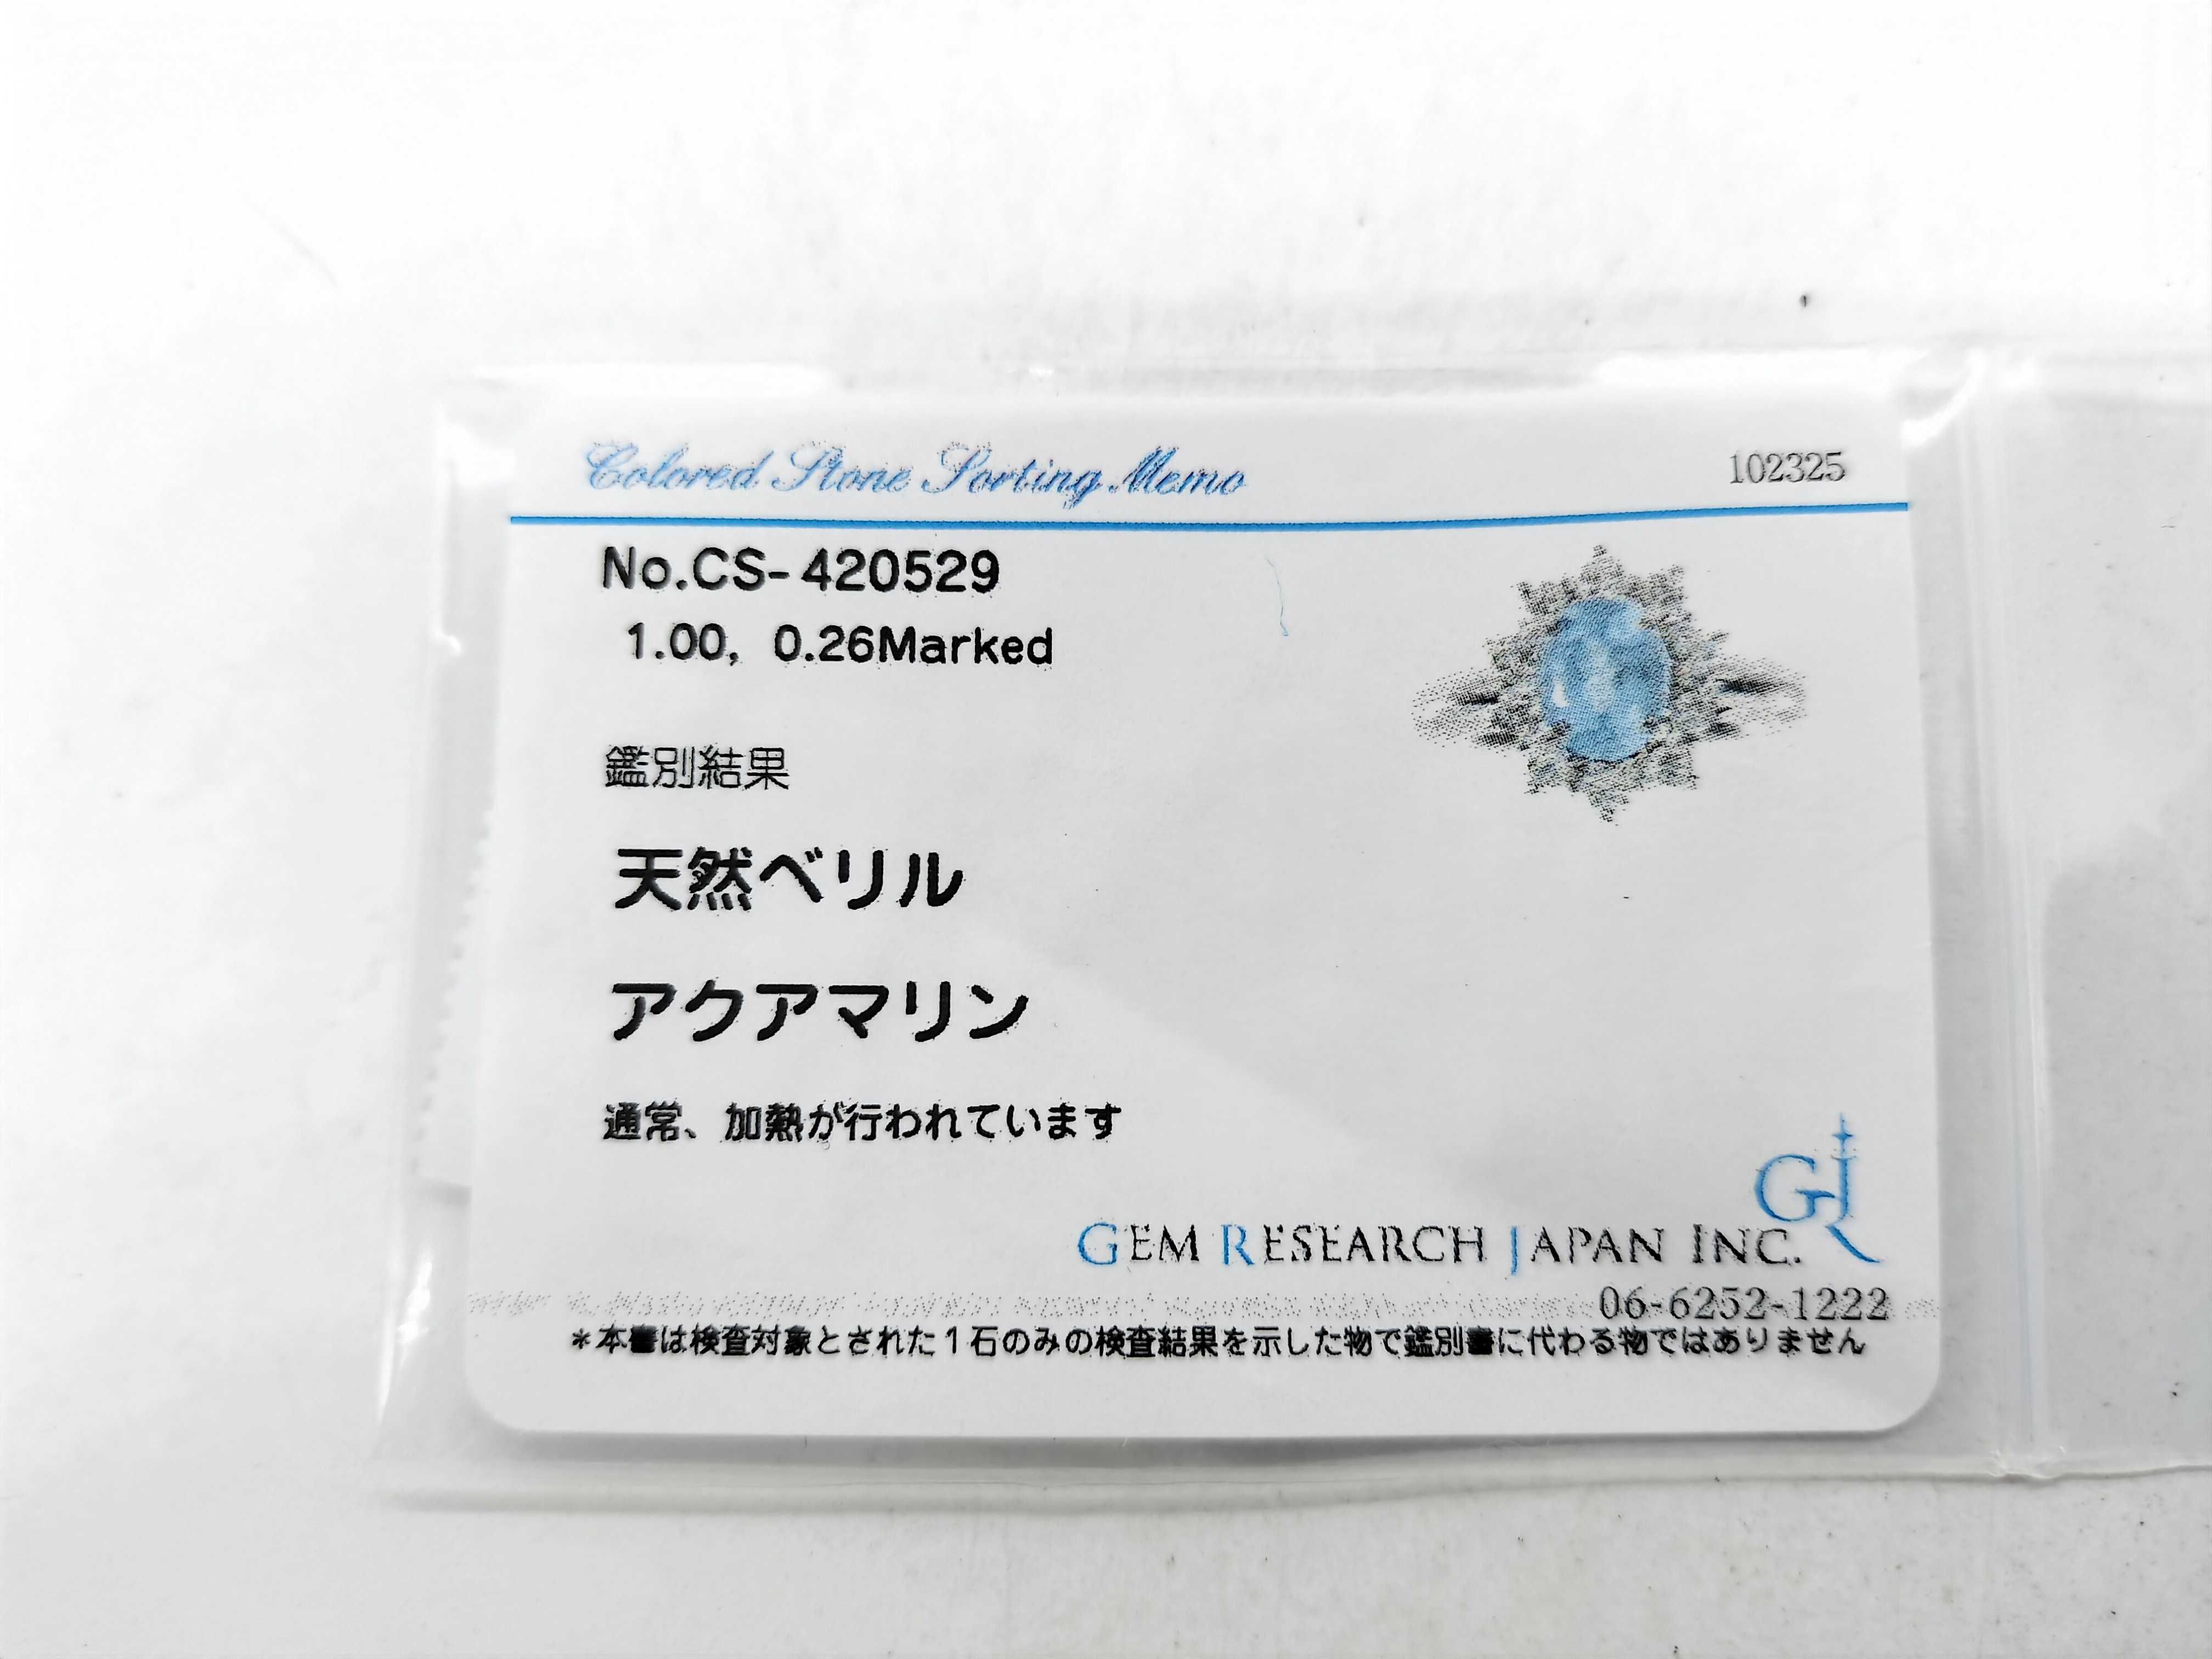 Colored Stone Sorting Memo
102325
No.CS-420529
1.00, 0.26Marked
鑑別結果
天然ベリル
アクアマリン
通常、加熱が行われています
GRJ
GEM RESEARCH JAPAN INC.
06-6252-1222
*本書は検査対象とされた1石のみの検査結果を示した物で鑑別書に代わる物ではありません